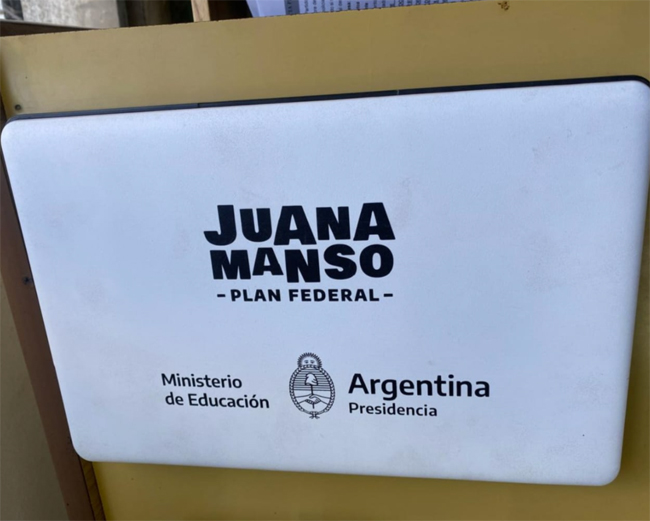 JUANA
MANSO
- PLAN FEDERAL -
Ministerio
de Educación
Argentina
Presidencia